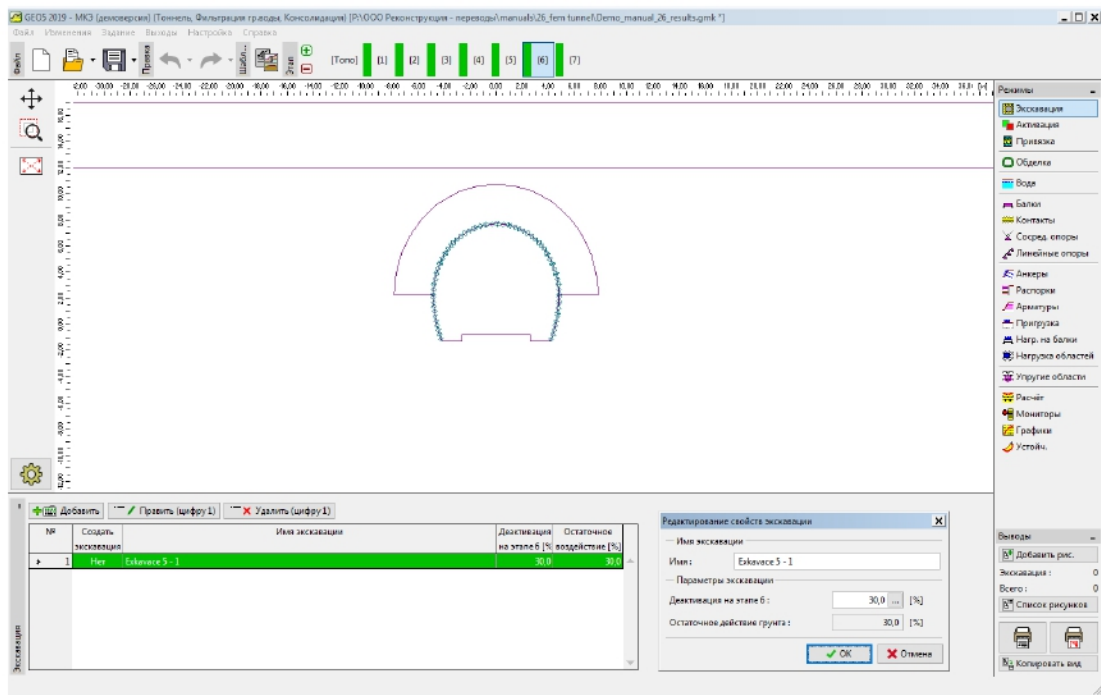 GEO5 2019 - МКЭ (демоверсия) (Тоннель, Фильтрация гр.воды, Консолидация) [P:\ООО Реконструкция - переводы\manuals\26_fem tunnel\Demo_manual_26_results.gmk *]
Файл Изменения Задание Выводы Настройка Справка
Файл
Правка
Шабл...
Этап
[Топо] [1] [2] [3] [4] [5] [6] [7]
Режимы
Экскавация
Активация
Привязка
Обделка
Вода
Балки
Контакты
Сосред. опоры
Линейные опоры
Анкеры
Распорки
Арматуры
Пригрузка
Нагр. на балки
Нагрузка областей
Упругие области
Расчёт
Мониторы
Графики
Устойч.
Добавить Править (цифру 1) Удалить (цифру 1)
№ Создать экскавация Имя экскавации Деактивация на этапе 6 [% Остаточное воздействие [%]
1 Нет Exkavace 5 - 1 30,0 30,0
Экскавация
Редактирование свойств экскавации
Имя экскавации
Имя : Exkavace 5 - 1
Параметры экскавации
Деактивация на этапе 6 : 30,0 ... [%]
Остаточное действие грунта : 30,0 [%]
OK Отмена
Выводы
Добавить рис.
Экскавация : 0
Всего : 0
Список рисунков
Копировать вид